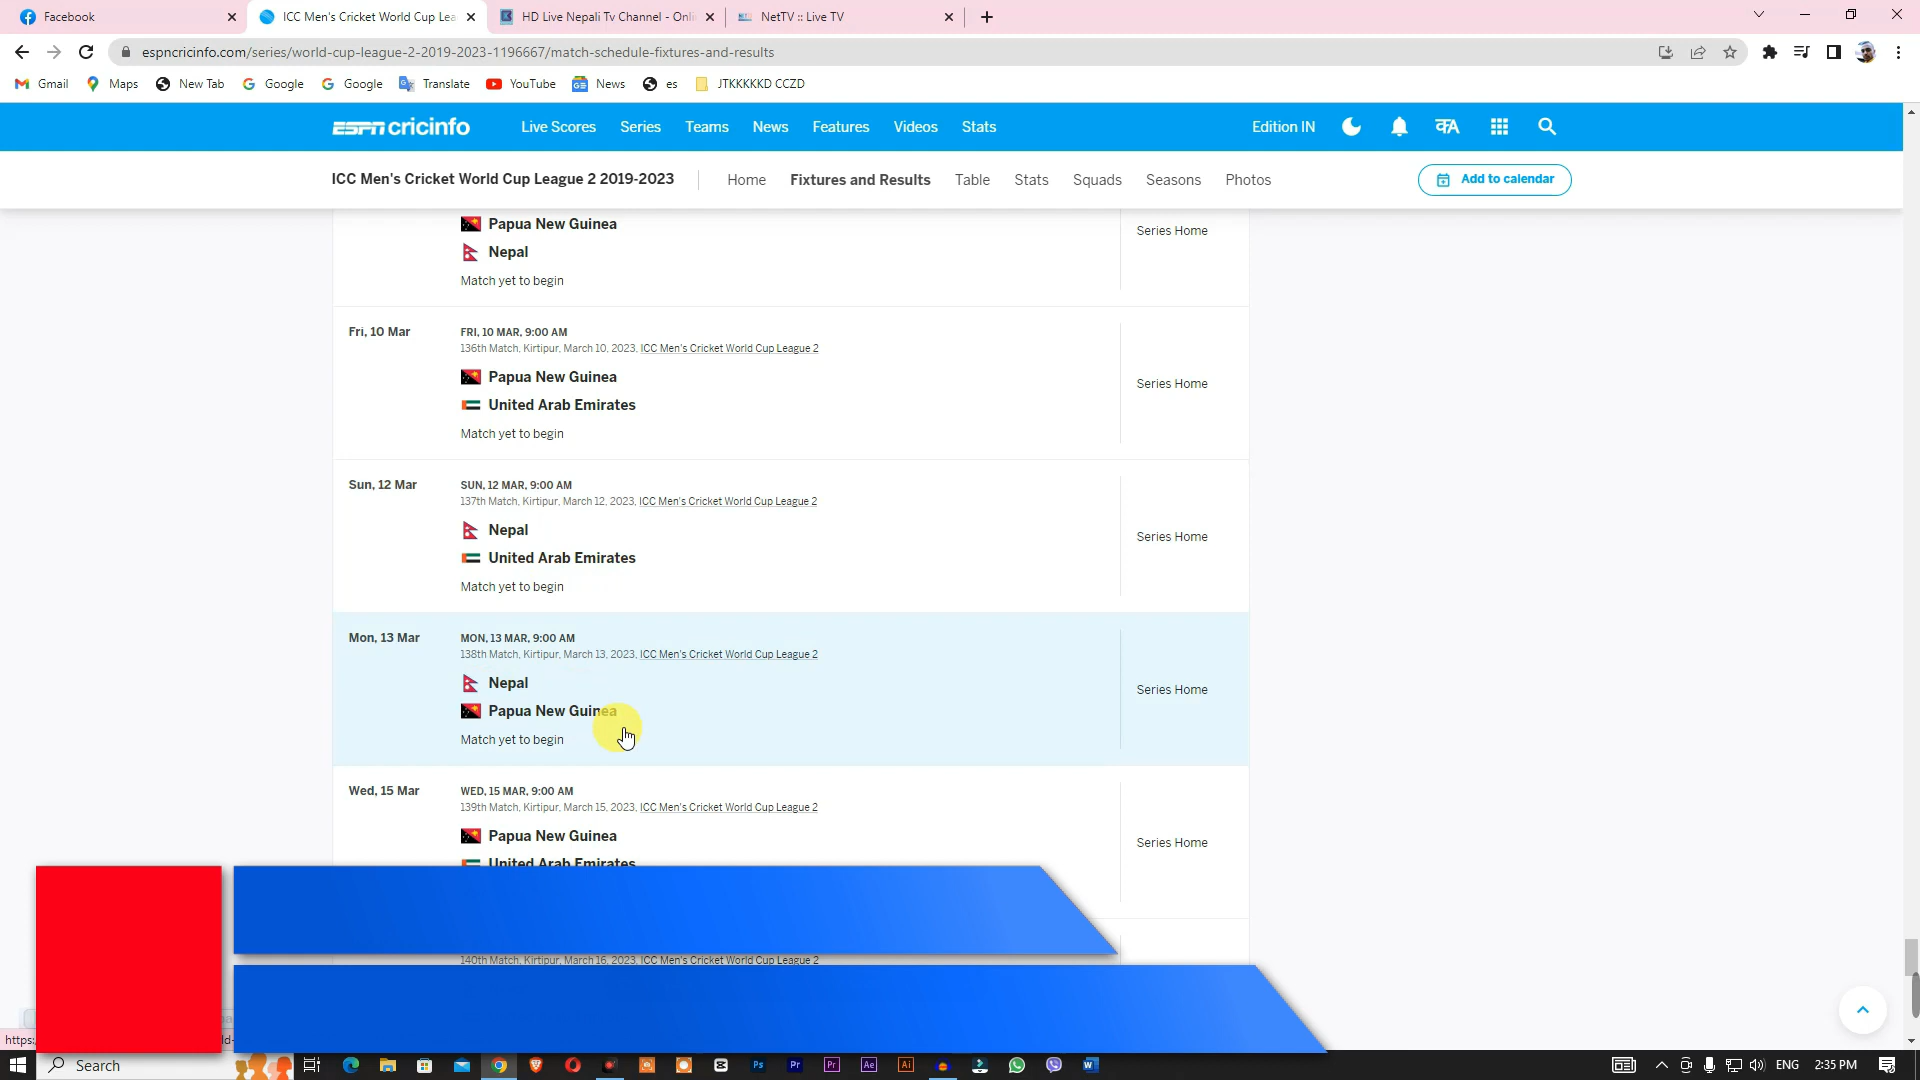 Facebook
ICC Men's Cricket World Cup Lea
HD Live Nepali Tv Channel - Onli
NetTV :: Live TV
espncricinfo.com/series/world-cup-league-2-2019-2023-1196667/match-schedule-fixtures-and-results
Gmail Maps New Tab Google Google Translate YouTube News es JTKKKKKD CCZD
ESPN cricinfo Live Scores Series Teams News Features Videos Stats Edition IN
ICC Men's Cricket World Cup League 2 2019-2023 Home Fixtures and Results Table Stats Squads Seasons Photos Add to calendar
Papua New Guinea
Series Home
Nepal
Match yet to begin
Fri, 10 Mar FRI, 10 MAR, 9:00 AM
136th Match, Kirtipur, March 10, 2023, ICC Men's Cricket World Cup League 2
Papua New Guinea
Series Home
United Arab Emirates
Match yet to begin
Sun, 12 Mar SUN, 12 MAR, 9:00 AM
137th Match, Kirtipur, March 12, 2023, ICC Men's Cricket World Cup League 2
Nepal
Series Home
United Arab Emirates
Match yet to begin
Mon, 13 Mar MON, 13 MAR, 9:00 AM
138th Match, Kirtipur, March 13, 2023, ICC Men's Cricket World Cup League 2
Nepal
Series Home
Papua New Guinea
Match yet to begin
Wed, 15 Mar WED, 15 MAR, 9:00 AM
139th Match, Kirtipur, March 15, 2023, ICC Men's Cricket World Cup League 2
Papua New Guinea
Series Home
United Arab Emirates
140th Match, Kirtipur, March 16, 2023, ICC Men's Cricket World Cup League 2
https:
Search
ENG 2:35 PM